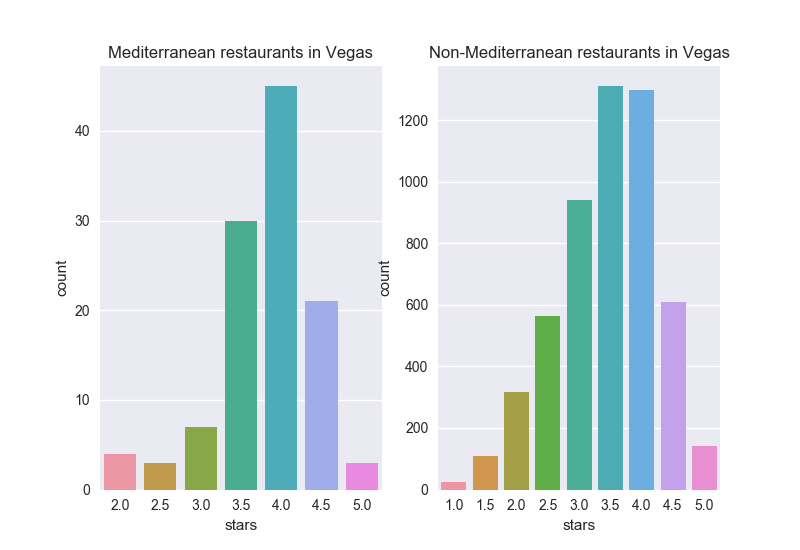 Mediterranean restaurants in Vegas
count
40
30
20
10
0
2.0 2.5 3.0 3.5 4.0 4.5 5.0
stars
Non-Mediterranean restaurants in Vegas
count
1200
1000
800
600
400
200
0
1.0 1.5 2.0 2.5 3.0 3.5 4.0 4.5 5.0
stars